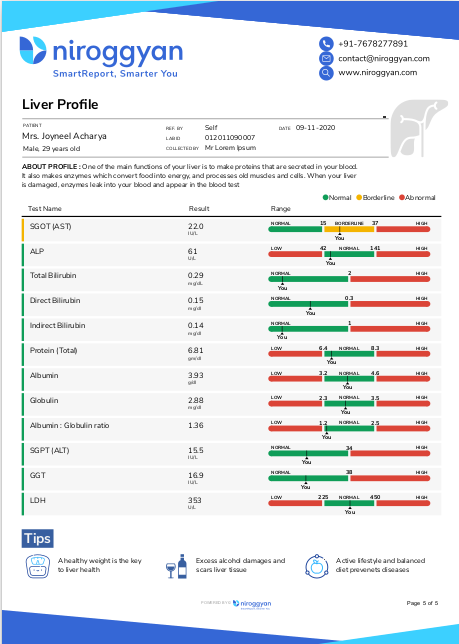 niroggyan
SmartReport, Smarter You
+91-7678277891
contact@niroggyan.com
www.niroggyan.com
Liver Profile
PATIENT
Mrs. Joyneel Acharya
Male, 29 years old
REF. BY Self
LAB ID 012011090007
COLLECTED BY Mr Lorem Ipsum
DATE 09-11-2020
ABOUT PROFILE : One of the main functions of your liver is to make proteins that are secreted in your blood.
It also makes enzymes which convert food into energy, and processes old muscles and cells. When your liver
is damaged, enzymes leak into your blood and appear in the blood test
Normal Borderline Abnormal
Test Name Result Range
SGOT (AST) 22.0 IU/L NORMAL 15 BORDERLINE 37 HIGH You
ALP 61 U/L LOW 42 NORMAL 141 HIGH You
Total Bilirubin 0.29 mg/dL NORMAL 2 HIGH You
Direct Bilirubin 0.15 mg/dl NORMAL 0.3 HIGH You
Indirect Bilirubin 0.14 mg/dl NORMAL 1 HIGH You
Protein (Total) 6.81 gm/dl LOW 6.4 NORMAL 8.3 HIGH You
Albumin 3.93 g/dl LOW 3.2 NORMAL 4.6 HIGH You
Globulin 2.88 mg/dl LOW 2.3 NORMAL 3.5 HIGH You
Albumin : Globulin ratio 1.36 LOW 1.2 NORMAL 2.5 HIGH You
SGPT (ALT) 15.5 IU/L NORMAL 34 HIGH You
GGT 16.9 IU/L NORMAL 38 HIGH You
LDH 353 U/L LOW 225 NORMAL 450 HIGH You
Tips
A healthy weight is the key
to liver health
Excess alcohol damages and
scars liver tissue
Active lifestyle and balanced
diet prevenets diseases
POWERED BY niroggyan
Page 5 of 5